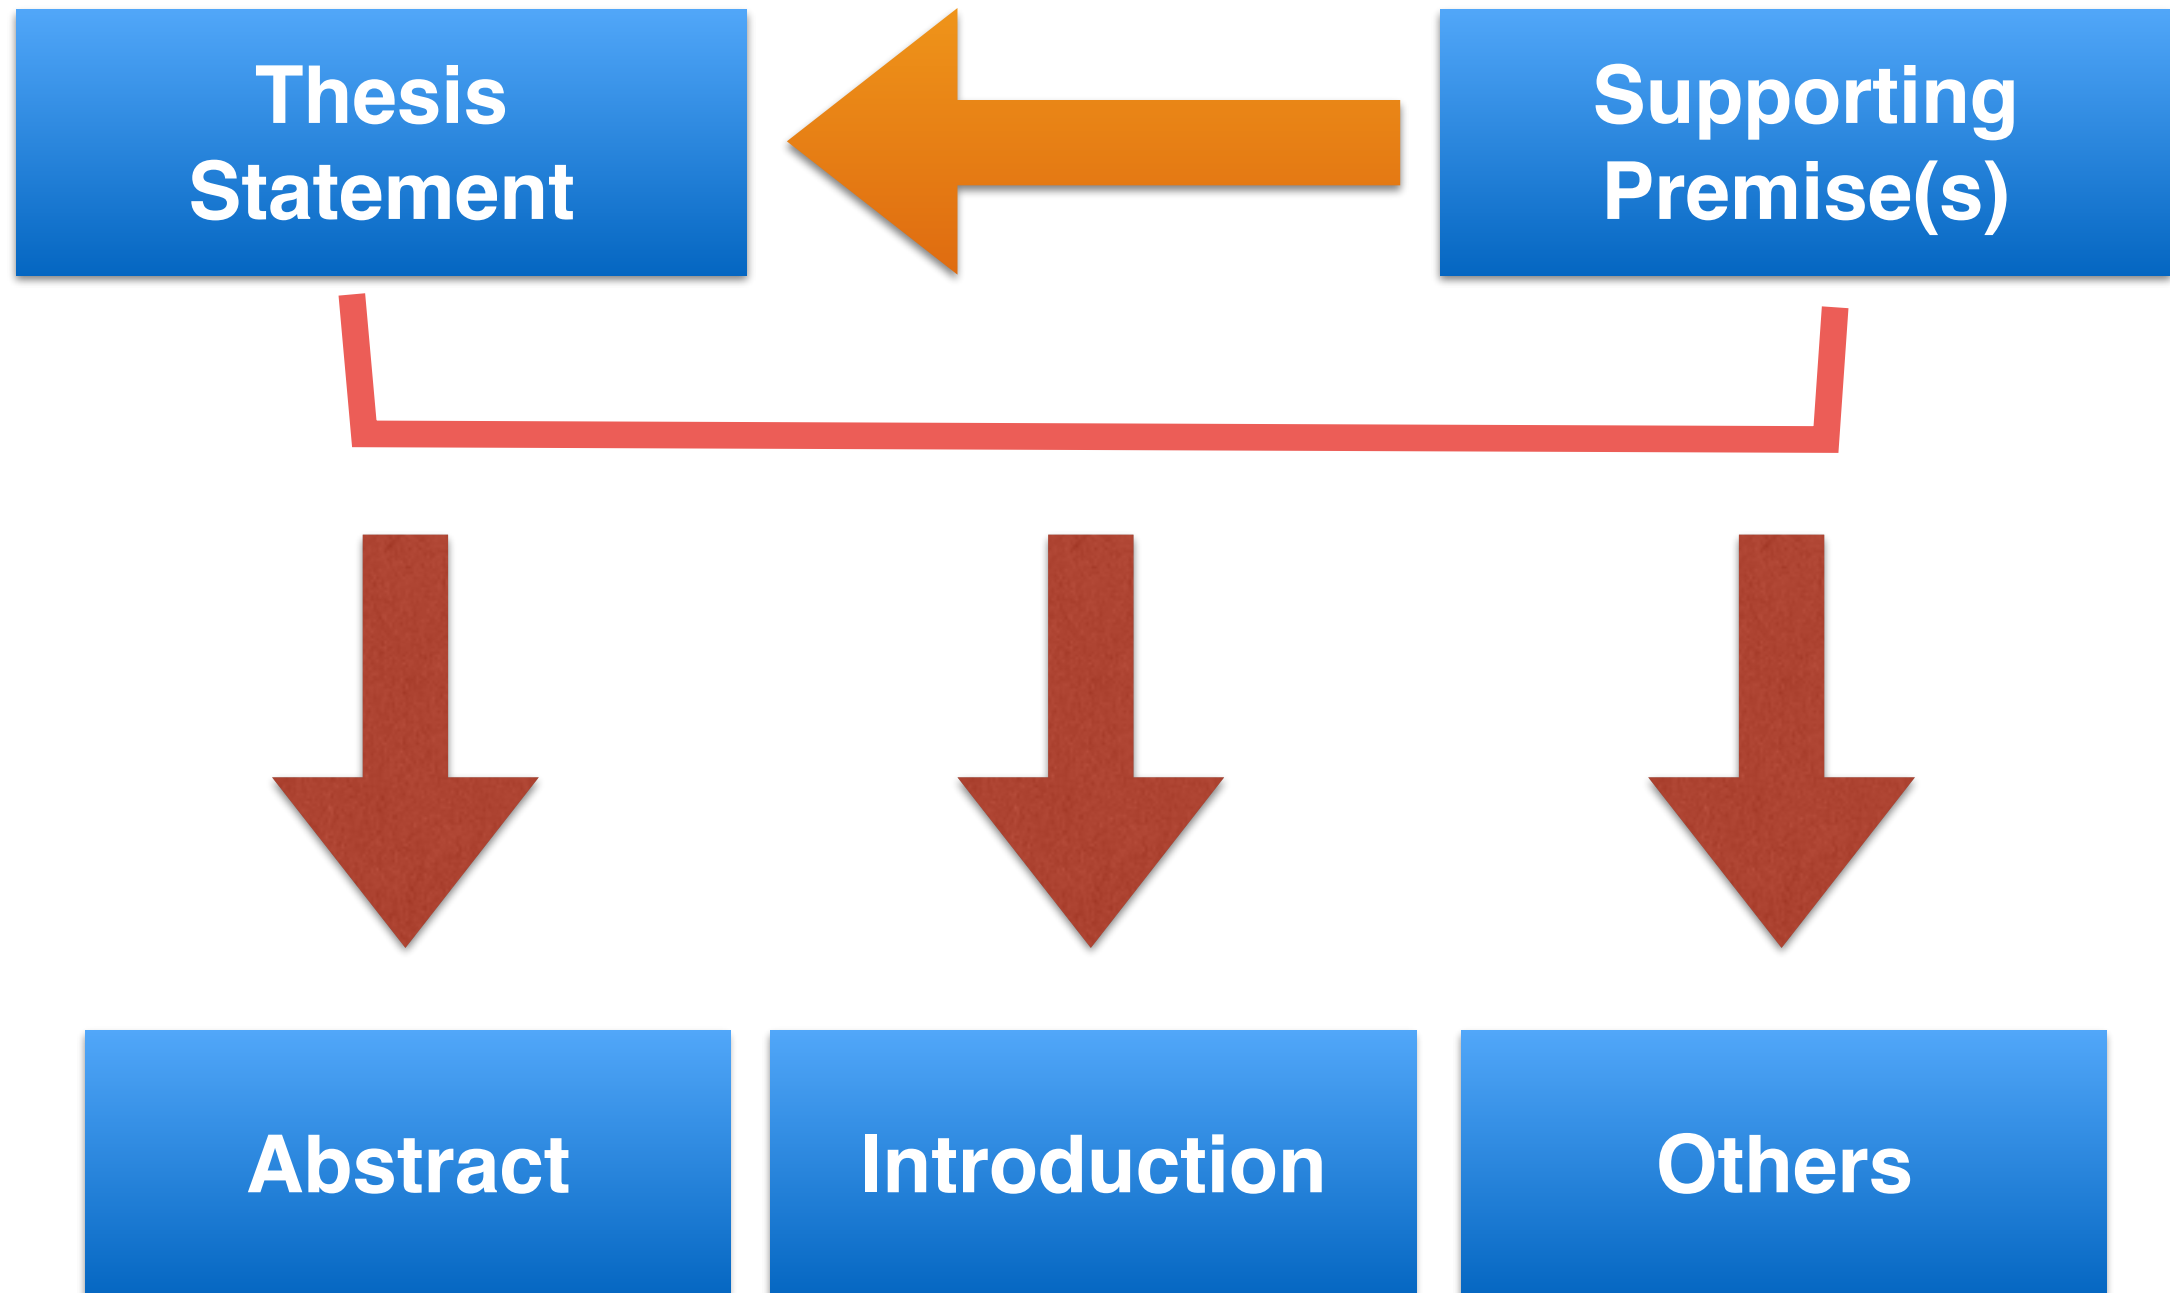 Thesis
Statement
Supporting
Premise(s)
Abstract
Introduction
Others